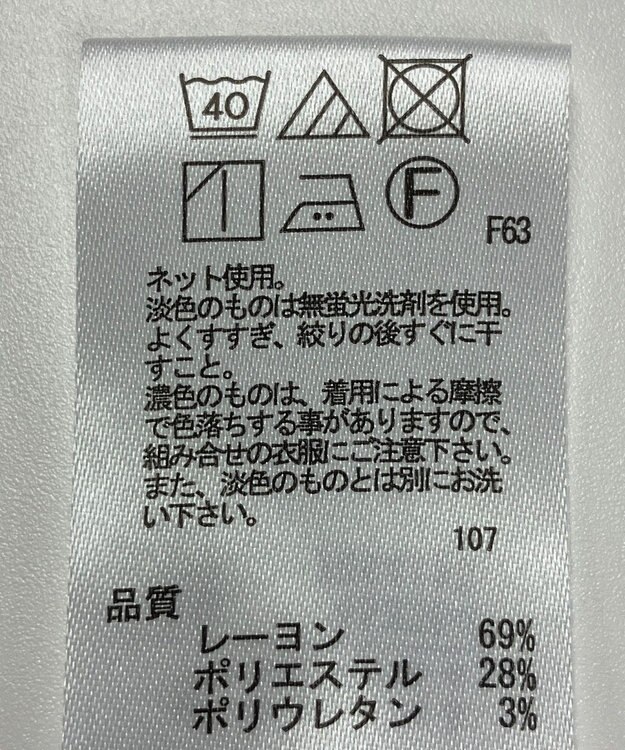 40
F
F63
ネット使用。
淡色のものは無蛍光洗剤を使用。
よくすすぎ、絞りの後すぐに干
すこと。
濃色のものは、着用による摩擦
で色落ちする事がありますので、
組み合せの衣服にご注意下さい。
また、淡色のものとは別にお洗
い下さい。
107
品質
レーヨン 69%
ポリエステル 28%
ポリウレタン 3%